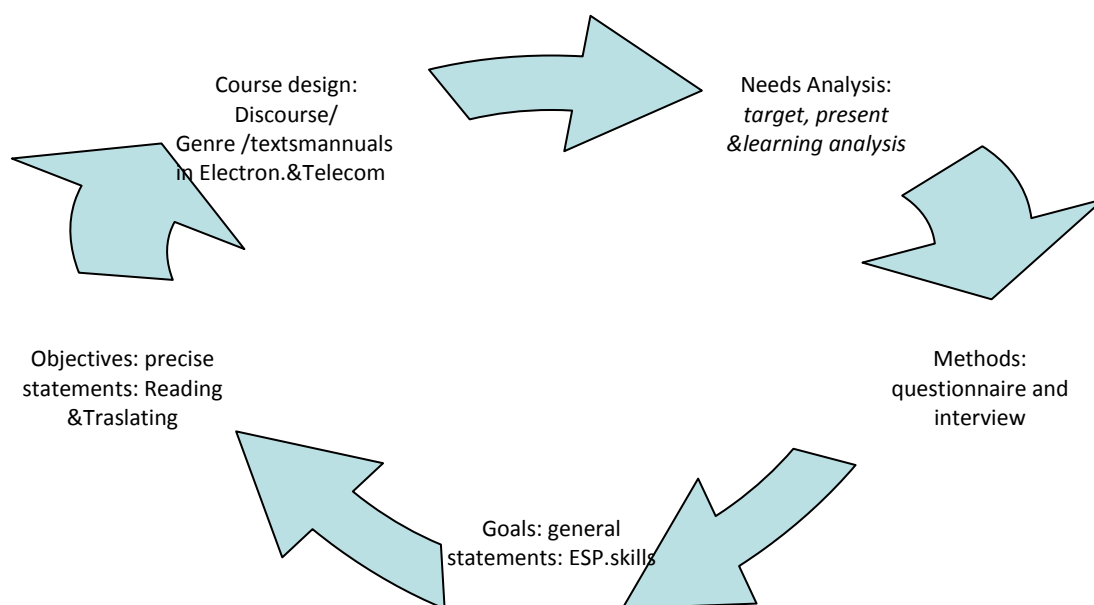 Course design:
Discourse/
Genre /textsmannuals
in Electron.&Telecom
Needs Analysis:
target, present
&learning analysis
Methods:
questionnaire and
interview
Goals: general
statements: ESP.skills
Objectives: precise
statements: Reading
&Traslating